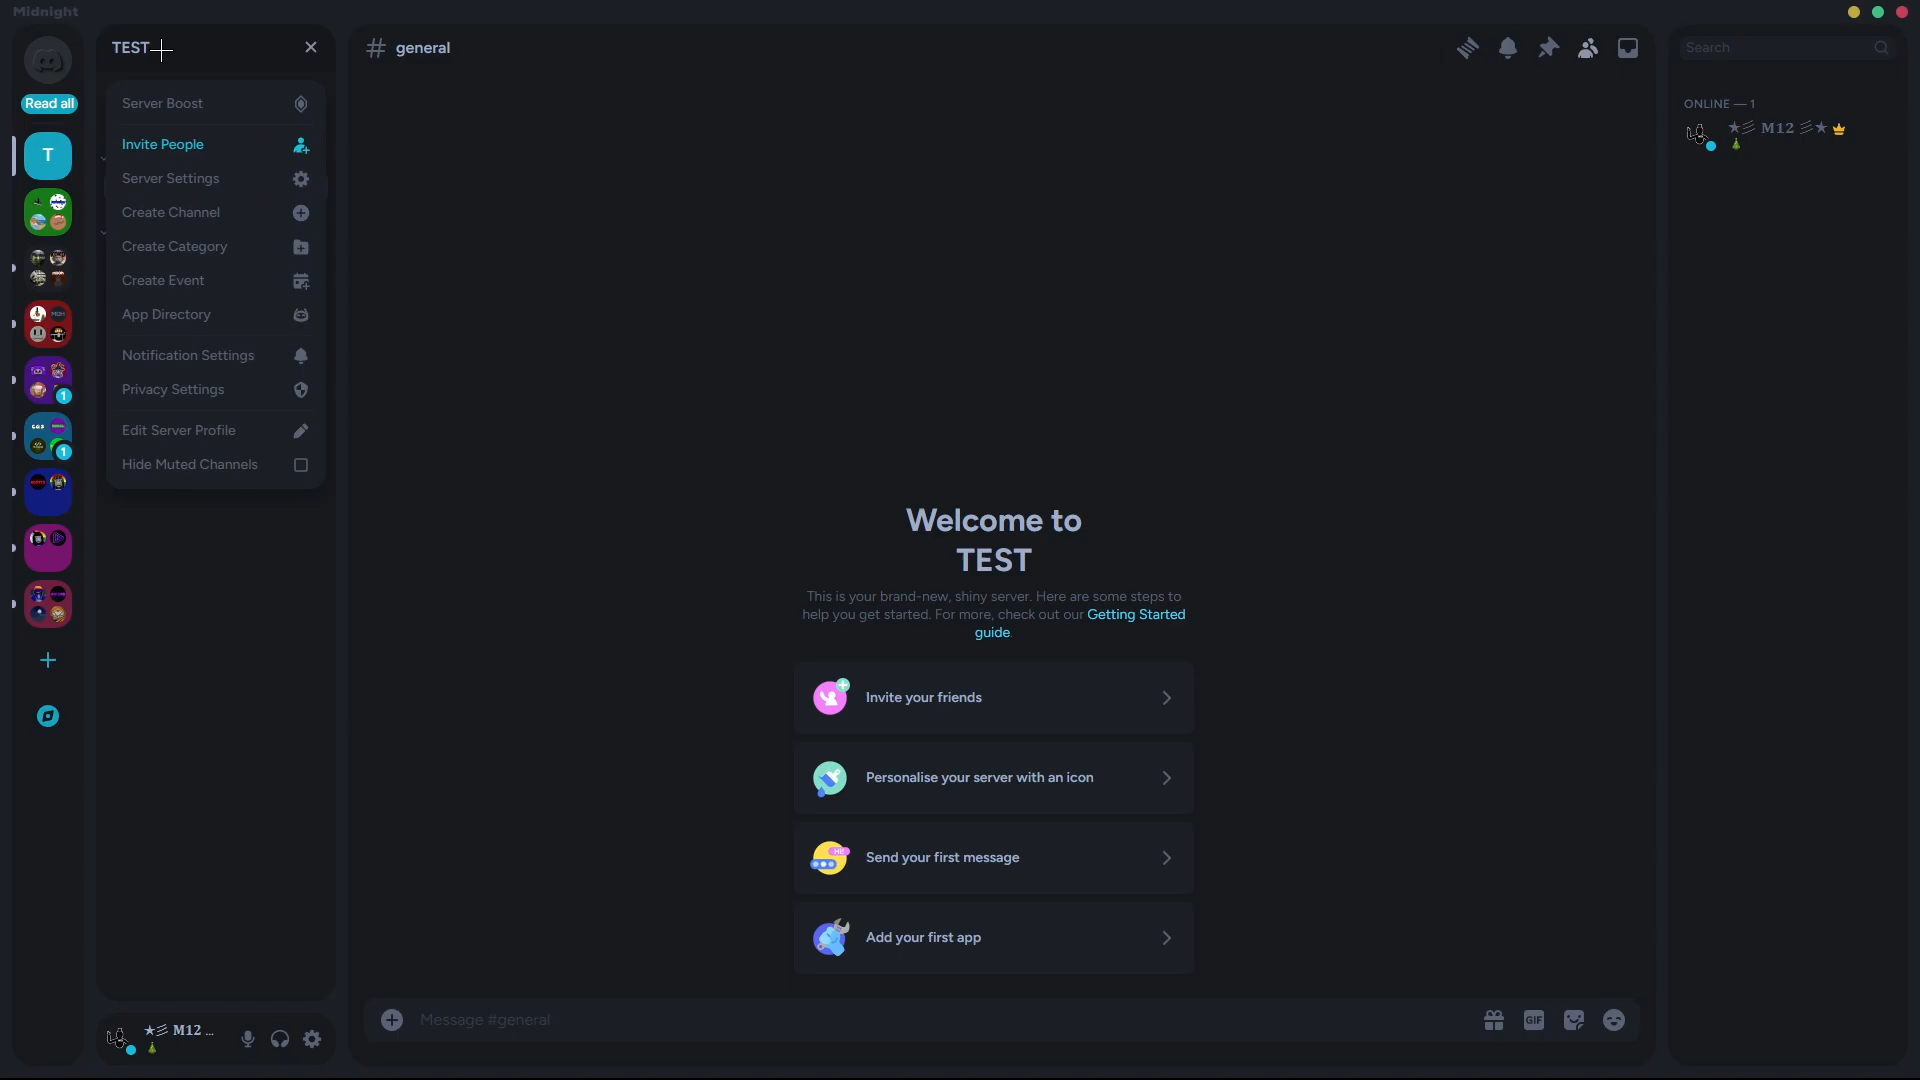 Midnight
TEST
# general
Search
Read all
Server Boost
Invite People
Server Settings
Create Channel
Create Category
Create Event
App Directory
Notification Settings
Privacy Settings
Edit Server Profile
Hide Muted Channels
T
1
1
ONLINE — 1
★彡 M12 彡★
Welcome to
TEST
This is your brand-new, shiny server. Here are some steps to
help you get started. For more, check out our Getting Started
guide.
Invite your friends
Personalise your server with an icon
Send your first message
Add your first app
★彡 M12 ...
Message #general
GIF